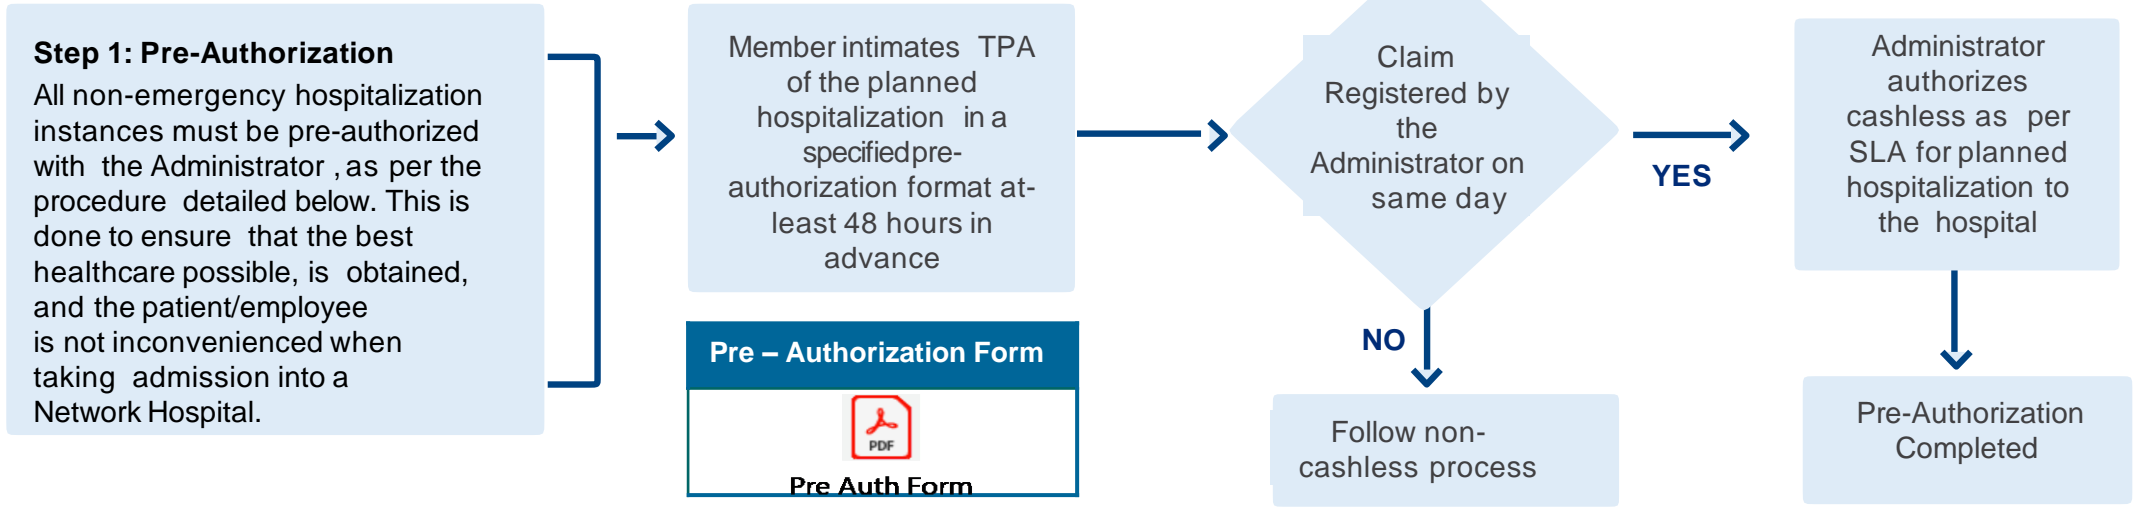 Step 1: Pre-Authorization
All non-emergency hospitalization
instances must be pre-authorized
with the Administrator , as per the
procedure detailed below. This is
done to ensure that the best
healthcare possible, is obtained,
and the patient/employee
is not inconvenienced when
taking admission into a
Network Hospital.
Member intimates TPA
of the planned
hospitalization in a
specifiedpre-
authorization format at-
least 48 hours in
advance
Pre – Authorization Form
PDF
Pre Auth Form
Claim
Registered by
the
Administrator on
same day
YES
NO
Follow non-
cashless process
Administrator
authorizes
cashless as per
SLA for planned
hospitalization to
the hospital
Pre-Authorization
Completed